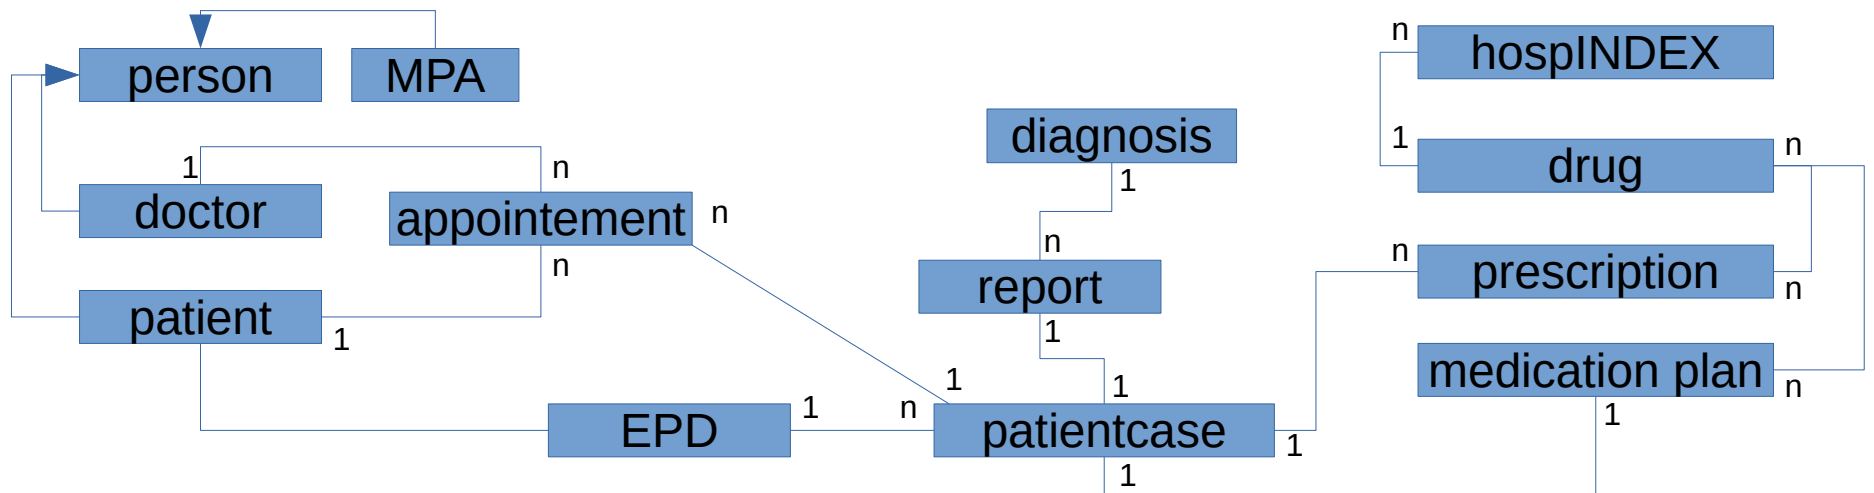 n
hospINDEX
person
MPA
diagnosis
1
drug
n
1
n
1
doctor
appointement
n
n
report
n
prescription
n
n
patient
1
1
medication plan
1
1
n
1
n
1
EPD
patientcase
1
1